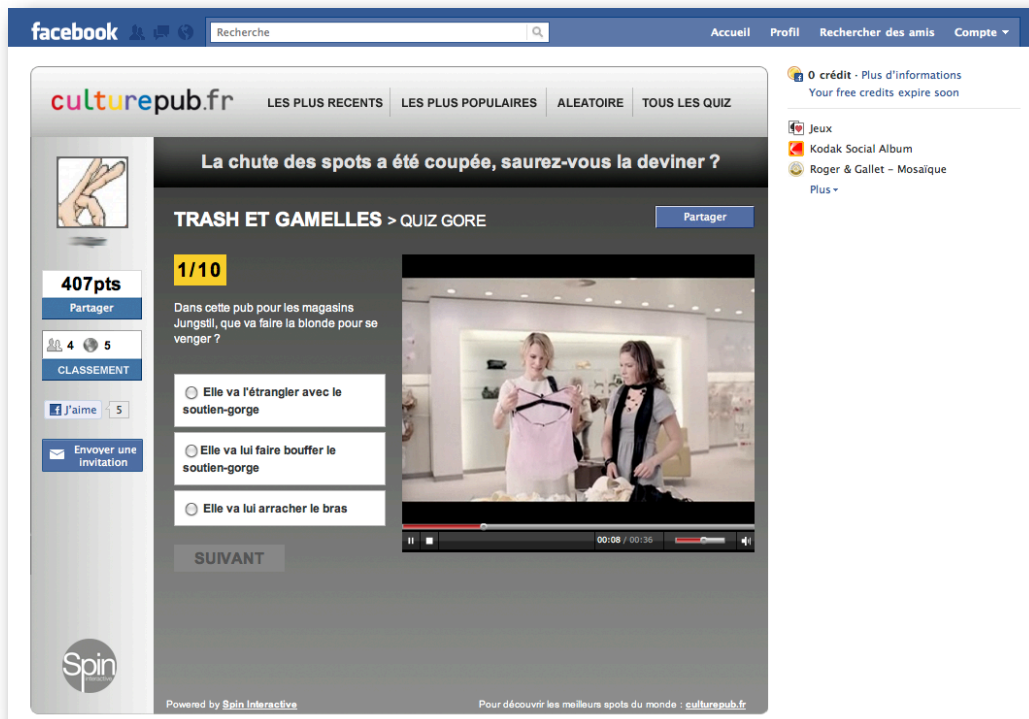 facebook
Recherche
Accueil Profil Rechercher des amis Compte
culturepub.fr
LES PLUS RECENTS LES PLUS POPULAIRES ALEATOIRE TOUS LES QUIZ
0 crédit · Plus d'informations
Your free credits expire soon
Jeux
Kodak Social Album
Roger & Gallet – Mosaïque
Plus
La chute des spots a été coupée, saurez-vous la deviner ?
TRASH ET GAMELLES > QUIZ GORE
Partager
407pts
Partager
4 5
CLASSEMENT
J'aime 5
Envoyer une
invitation
1/10
Dans cette pub pour les magasins
Jungstil, que va faire la blonde pour se
venger ?
Elle va l'étrangler avec le
soutien-gorge
Elle va lui faire bouffer le
soutien-gorge
Elle va lui arracher le bras
SUIVANT
00:08 / 00:36
Spin
interactive
Powered by Spin Interactive
Pour découvrir les meilleurs spots du monde : culturepub.fr